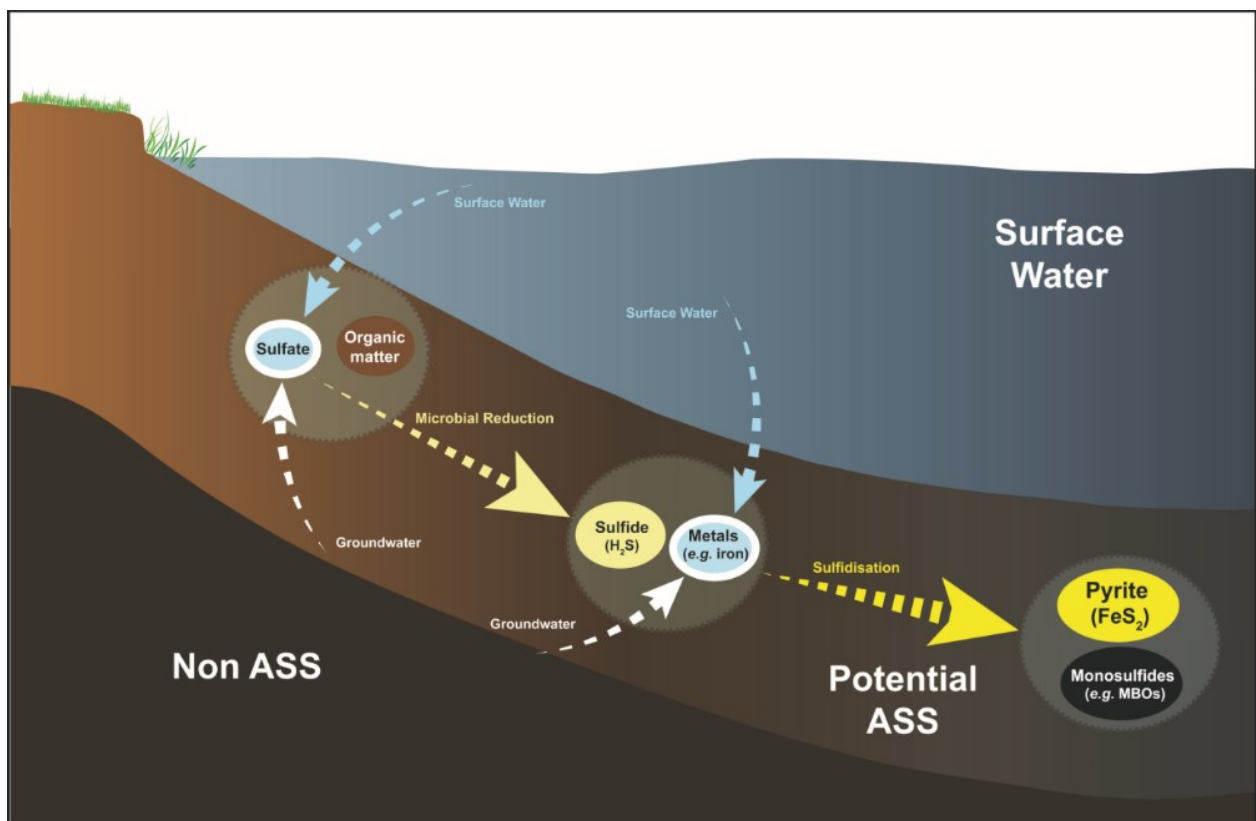 Surface Water
Surface
Water
Surface Water
Sulfate
Organic
matter
Microbial Reduction
Groundwater
Sulfide
(H₂S)
Metals
(e.g. iron)
Sulfidisation
Groundwater
Pyrite
(FeS₂)
Monosulfides
(e.g. MBOs)
Non ASS
Potential
ASS